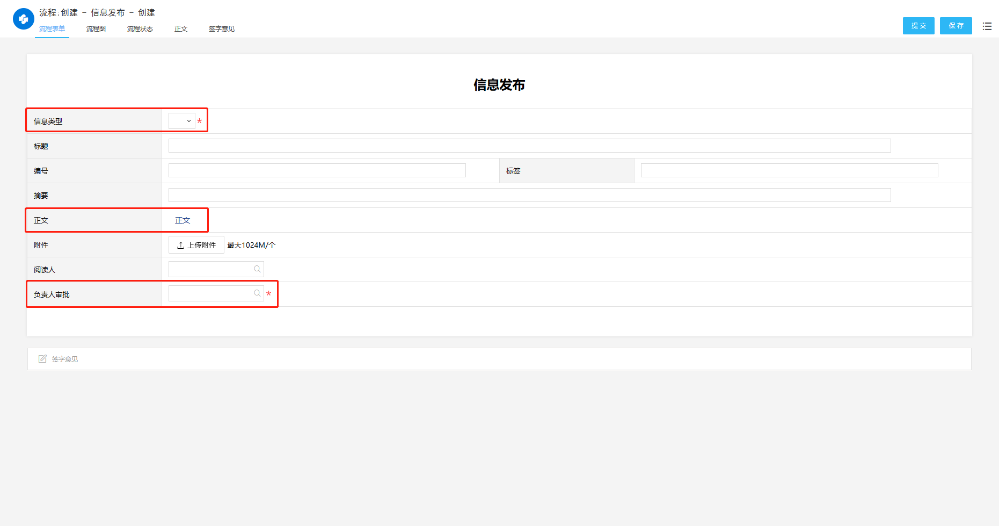 流程:创建 - 信息发布 - 创建
流程表单 流程图 流程状态 正文 签字意见
提交 保存
信息发布
信息类型 *
标题
编号 标签
摘要
正文 正文
附件 上传附件 最大1024M/个
阅读人
负责人审批 *
签字意见